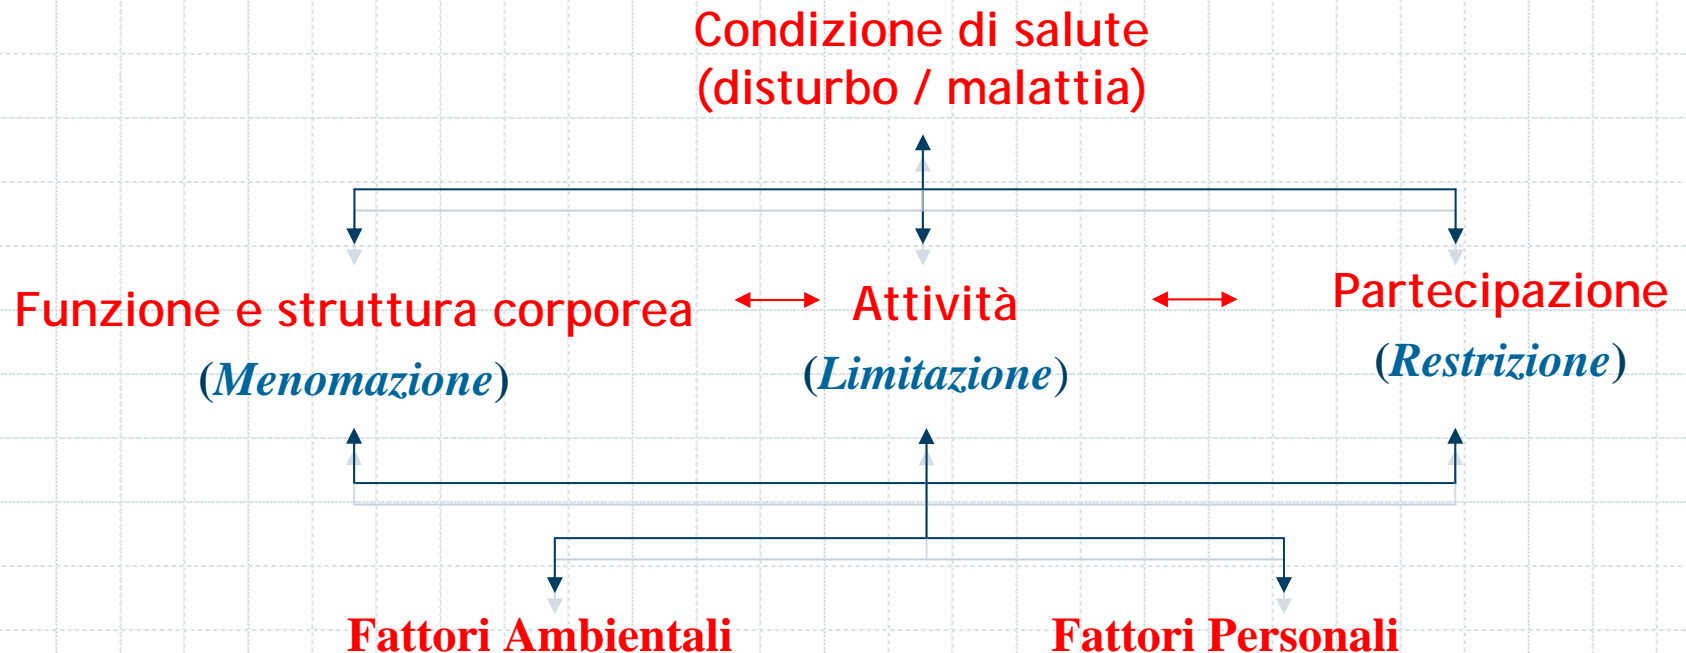 Condizione di salute
(disturbo / malattia)
Funzione e struttura corporea
Attività
Partecipazione
(Menomazione)
(Limitazione)
(Restrizione)
Fattori Ambientali
Fattori Personali